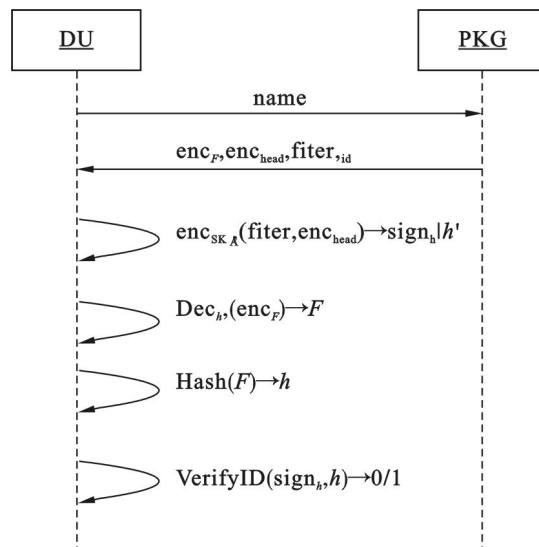 DU
PKG
name
enc_F,enc_head,fiter,_id
enc_SK_A(fiter,enc_head)→sign_h|h'
Dec_h,(enc_F)→F
Hash(F)→h
VerifyID(sign_h,h)→0/1